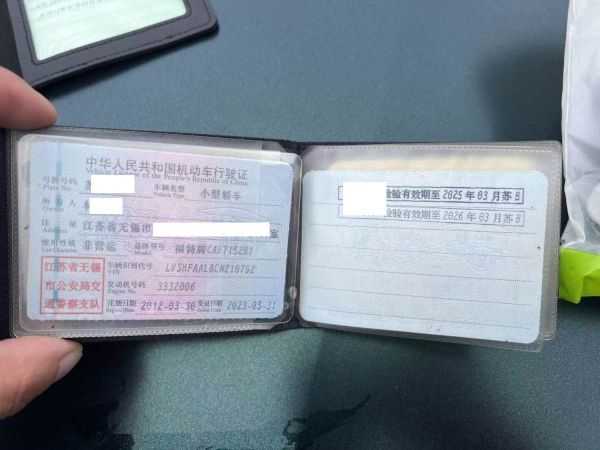 中华人民共和国机动车行驶证
Vehicle License of the People's Republic of China
号牌号码 苏 车辆类型 小型轿车
Plate No. Vehicle Type
所有人
Owner
住址 江苏省无锡市 室
Address
使用性质 非营运 品牌型号 福特牌CAF7152B1
Use Character Model
江苏省无锡
市公安局交
通警察支队
车辆识别代号 LVSHFAAL8CN210752
VIN
发动机号码 3332006
Engine No.
注册日期 2012-03-30 发证日期 2023-05-31
Register Date Issue Date
检验有效期至 2025年03月苏B
检验有效期至 2026年03月苏B